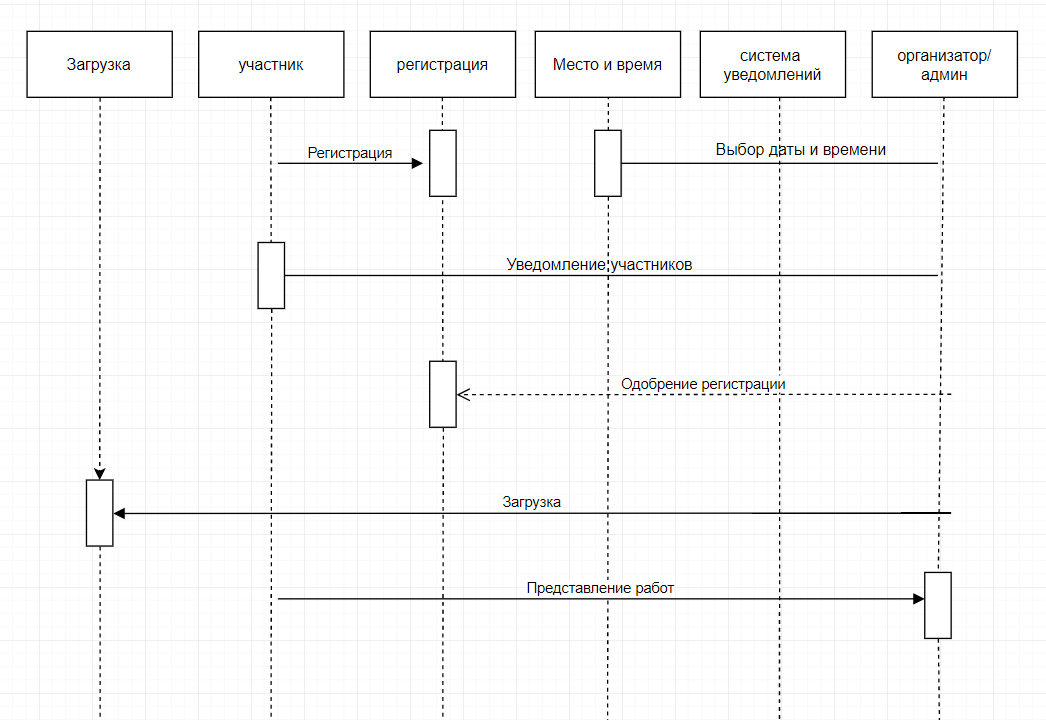 Загрузка
участник
регистрация
Место и время
система
уведомлений
организатор/
админ
Регистрация
Выбор даты и времени
Уведомление участников
Одобрение регистрации
Загрузка
Представление работ